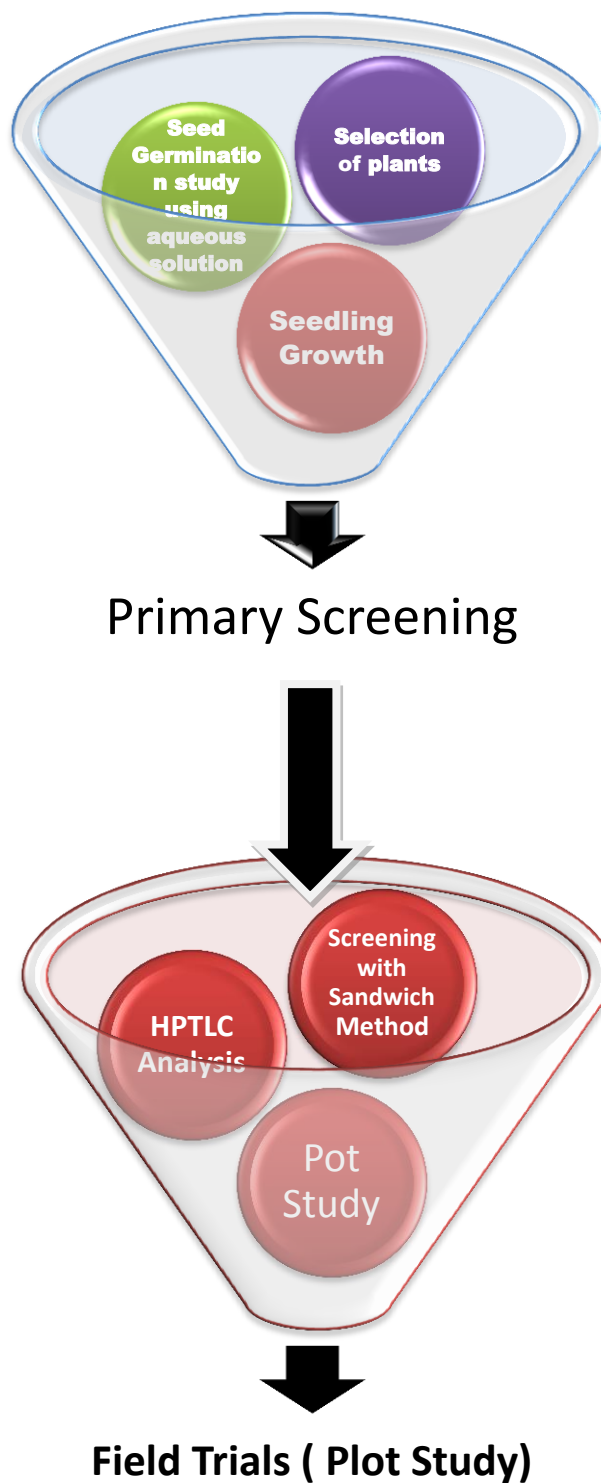 Seed
Germinatio
n study
using
aqueous
solution
Selection
of plants
Seedling
Growth
Primary Screening
Screening
with
Sandwich
Method
HPTLC
Analysis
Pot
Study
Field Trials ( Plot Study)